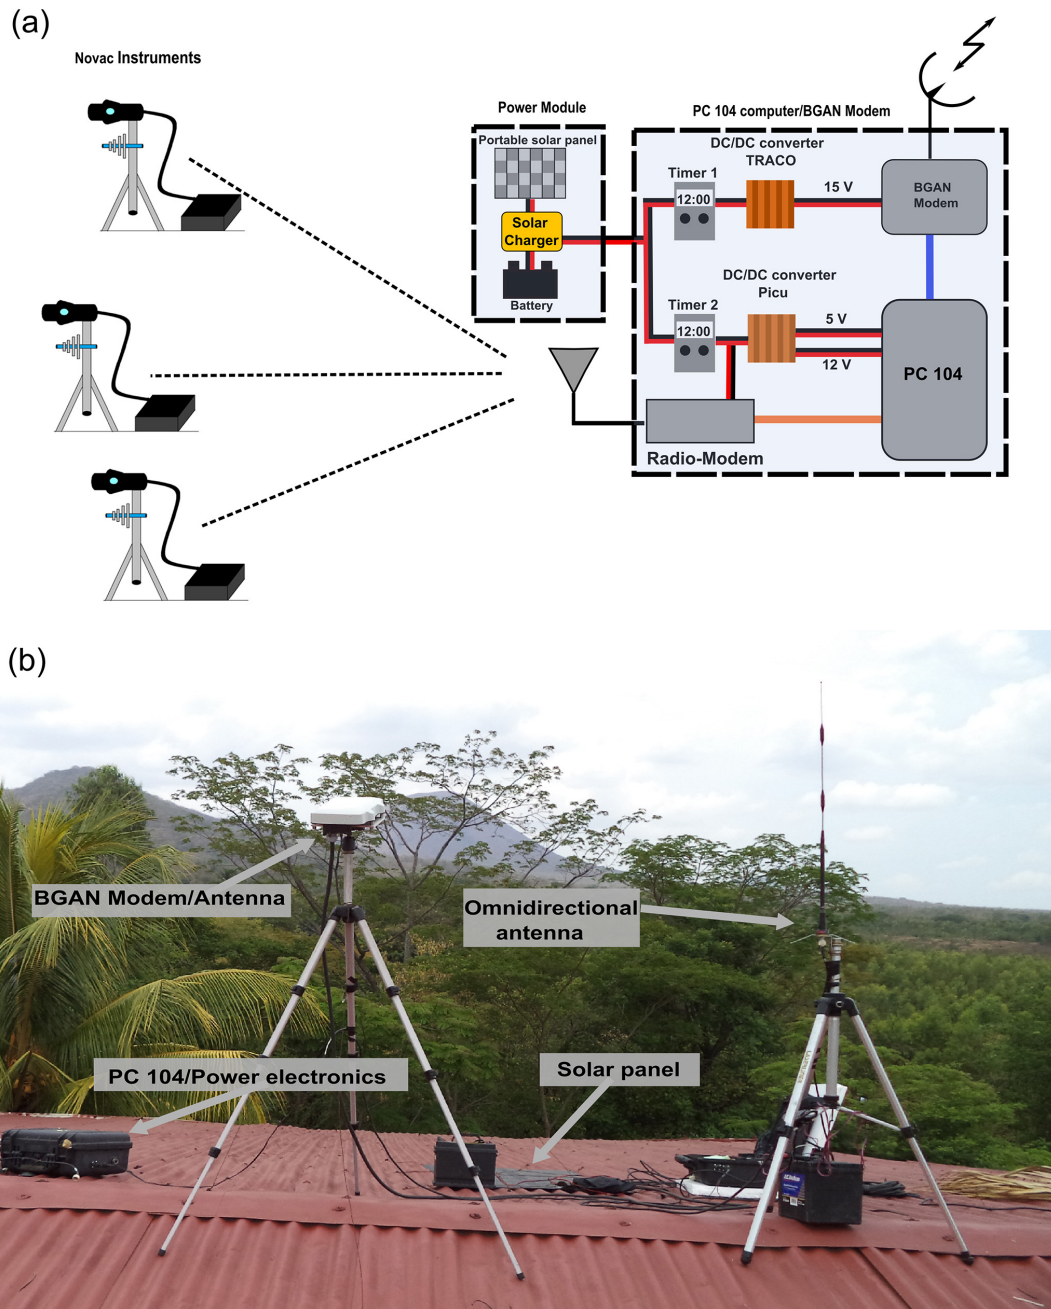 (a)
Novac Instruments
Power Module
PC 104 computer/BGAN Modem
Portable solar panel
Solar
Charger
Battery
Timer 1
12:00
DC/DC converter
TRACO
15 V
BGAN
Modem
DC/DC converter
Picu
Timer 2
12:00
5 V
12 V
PC 104
Radio-Modem
(b)
BGAN Modem/Antenna
Omnidirectional
antenna
PC 104/Power electronics
Solar panel